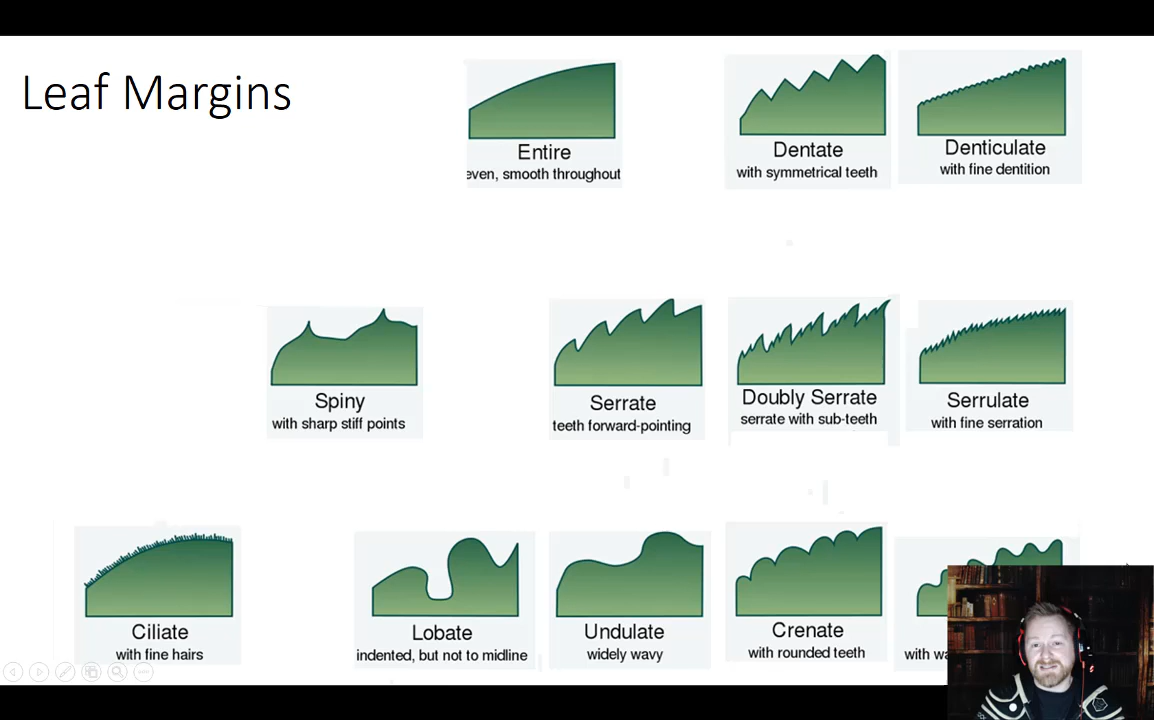 Leaf Margins
Entire
even, smooth throughout
Dentate
with symmetrical teeth
Denticulate
with fine dentition
Spiny
with sharp stiff points
Serrate
teeth forward-pointing
Doubly Serrate
serrate with sub-teeth
Serrulate
with fine serration
Ciliate
with fine hairs
Lobate
indented, but not to midline
Undulate
widely wavy
Crenate
with rounded teeth
with